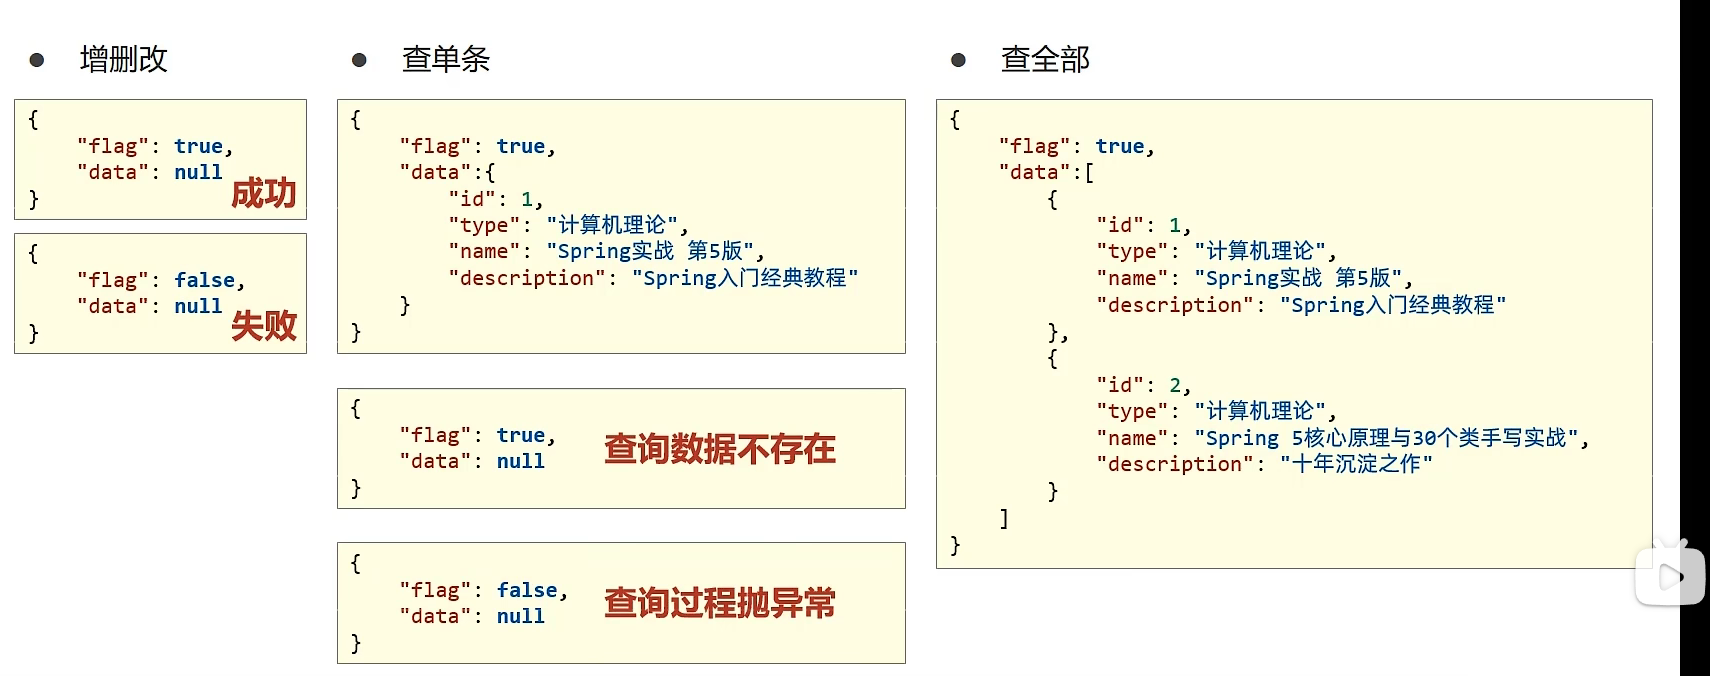 ● 增删改
{
"flag": true,
"data": null
}
成功
{
"flag": false,
"data": null
}
失败
● 查单条
{
"flag": true,
"data":{
"id": 1,
"type": "计算机理论",
"name": "Spring实战 第5版",
"description": "Spring入门经典教程"
}
}
{
"flag": true,
"data": null
}
查询数据不存在
{
"flag": false,
"data": null
}
查询过程抛异常
● 查全部
{
"flag": true,
"data":[
{
"id": 1,
"type": "计算机理论",
"name": "Spring实战 第5版",
"description": "Spring入门经典教程"
},
{
"id": 2,
"type": "计算机理论",
"name": "Spring 5核心原理与30个类手写实战",
"description": "十年沉淀之作"
}
]
}